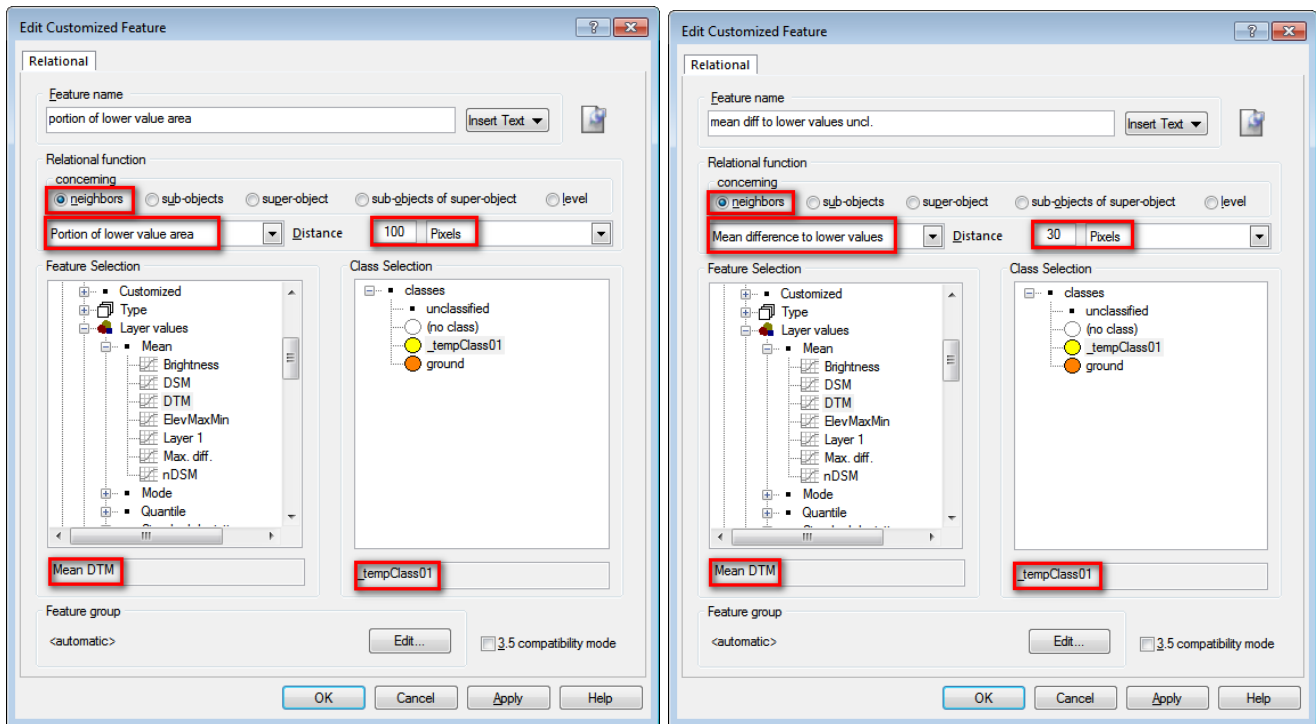 Edit Customized Feature
Relational
Feature name
portion of lower value area
Insert Text
Relational function
concerning
neighbors sub-objects super-object sub-objects of super-object level
Portion of lower value area Distance 100 Pixels
Feature Selection
Customized
Type
Layer values
Mean
Brightness
DSM
DTM
ElevMaxMin
Layer 1
Max. diff.
nDSM
Mode
Quantile
Mean DTM
Class Selection
classes
unclassified
(no class)
_tempClass01
ground
_tempClass01
Feature group
<automatic> Edit... 3.5 compatibility mode
OK Cancel Apply Help
Edit Customized Feature
Relational
Feature name
mean diff to lower values uncl.
Insert Text
Relational function
concerning
neighbors sub-objects super-object sub-objects of super-object level
Mean difference to lower values Distance 30 Pixels
Feature Selection
Customized
Type
Layer values
Mean
Brightness
DSM
DTM
ElevMaxMin
Layer 1
Max. diff.
nDSM
Mode
Quantile
Mean DTM
Class Selection
classes
unclassified
(no class)
_tempClass01
ground
_tempClass01
Feature group
<automatic> Edit... 3.5 compatibility mode
OK Cancel Apply Help